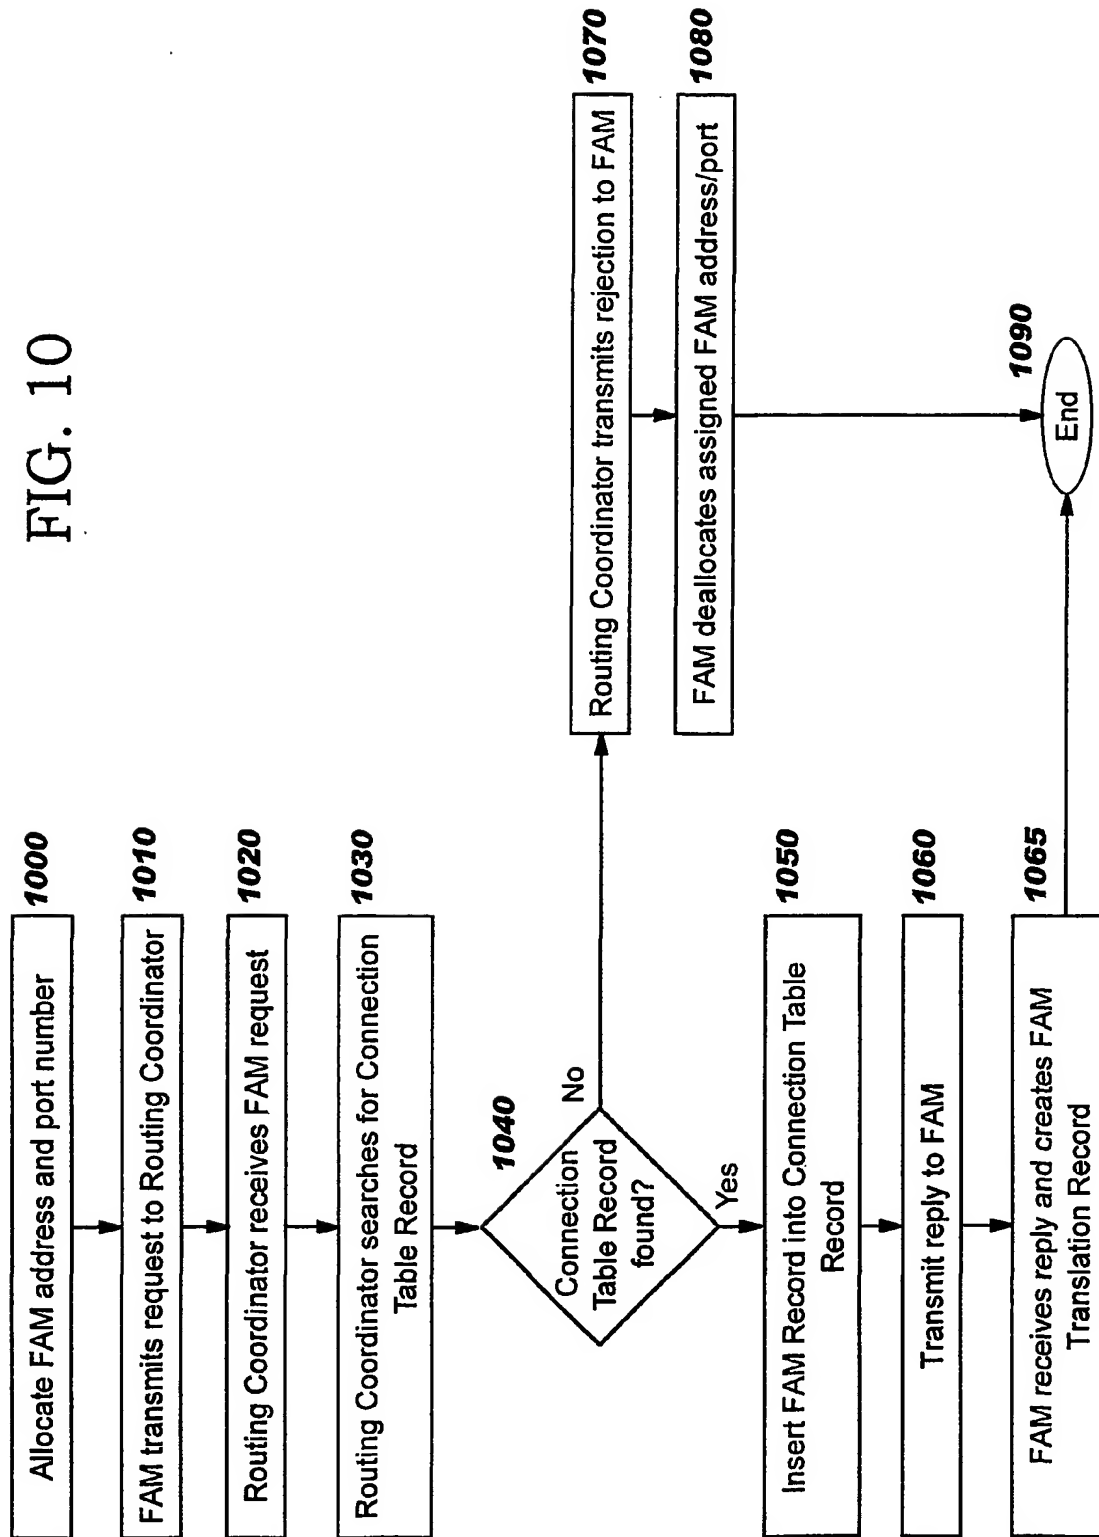 FIG. 10
Allocate FAM address and port number
1000
FAM transmits request to Routing Coordinator
1010
Routing Coordinator receives FAM request
1020
Routing Coordinator searches for Connection
Table Record
1030
Connection
Table Record
found?
1040
No
Yes
Insert FAM Record into Connection Table
Record
1050
Transmit reply to FAM
1060
FAM receives reply and creates FAM
Translation Record
1065
Routing Coordinator transmits rejection to FAM
1070
FAM deallocates assigned FAM address/port
1080
End
1090